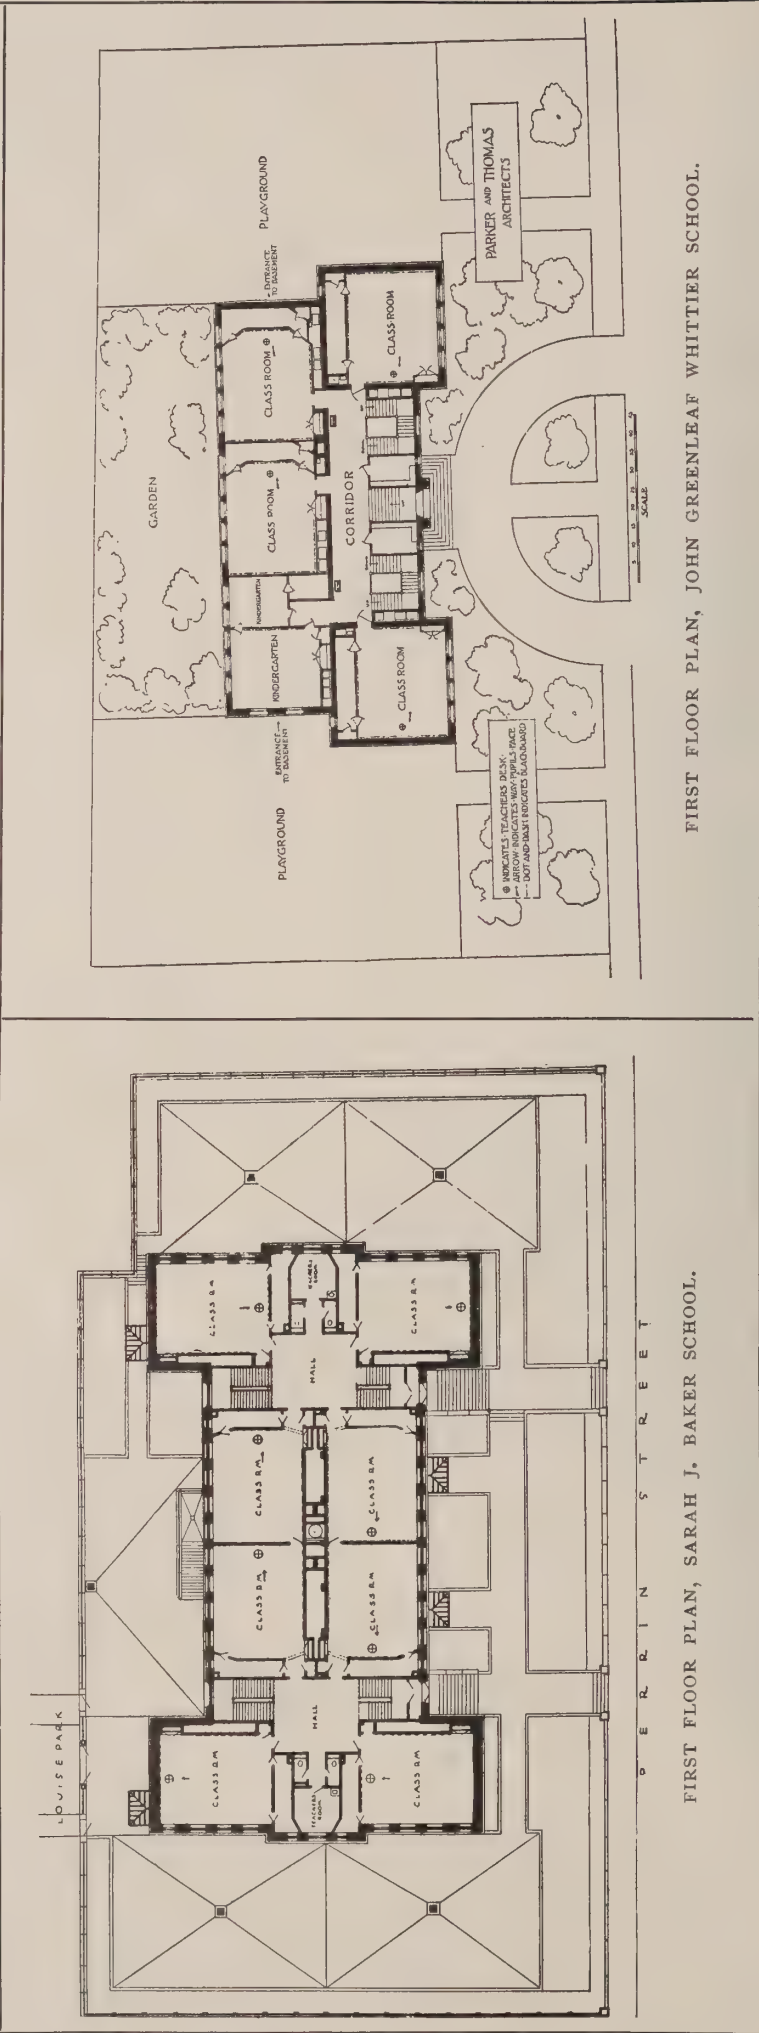 LOUISE PARK
CLASS RM
CLASS RM
CLASS RM
CLASS RM
HALL
HALL
TEACHERS
ROOM
TEACHERS
ROOM
CLASS RM
CLASS RM
CLASS RM
CLASS RM
PERRIN STREET
FIRST FLOOR PLAN, SARAH J. BAKER SCHOOL.
GARDEN
PLAYGROUND
PLAYGROUND
ENTRANCE
TO BASEMENT
ENTRANCE
TO BASEMENT
KINDERGARTEN
KINDERGARTEN
CLASS ROOM
CLASS ROOM
CORRIDOR
CLASS ROOM
CLASS-ROOM
⊕ INDICATES·TEACHERS DESK·
ARROW·INDICATES·WAY·PUPILS·FACE
DOT·AND·DASH·INDICATES BLACKBOARD
PARKER AND THOMAS
ARCHITECTS
SCALE
FIRST FLOOR PLAN, JOHN GREENLEAF WHITTIER SCHOOL.